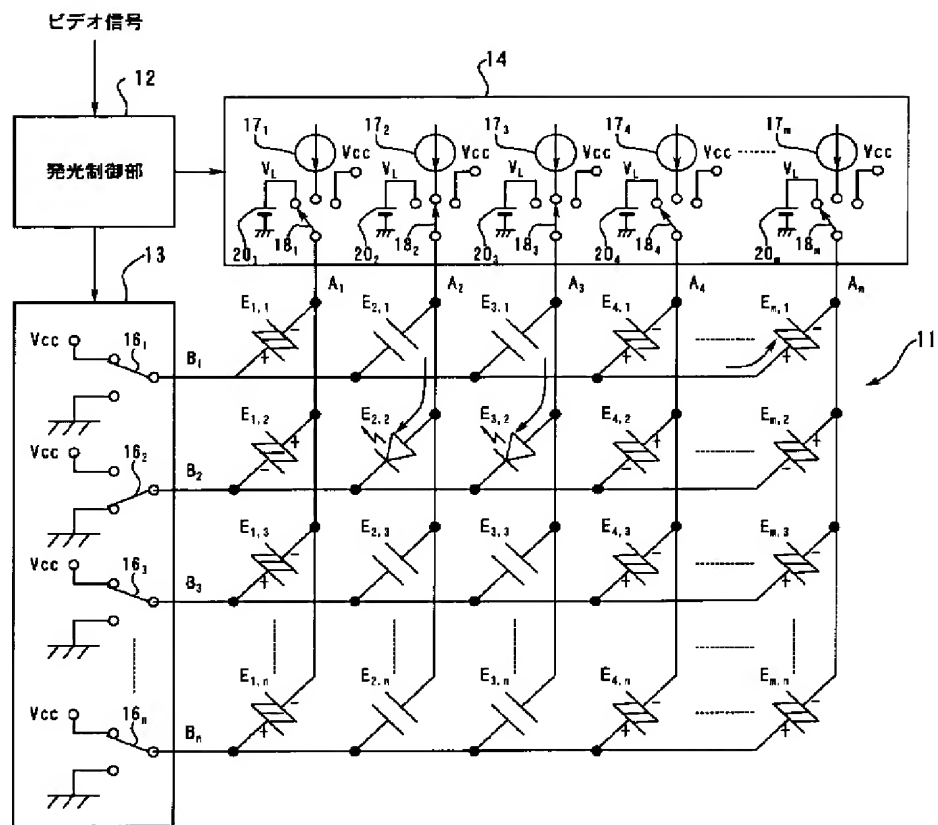 ビデオ信号
12
発光制御部
14
17₁ 17₂ 17₃ 17₄ 17ₘ
Vcc Vcc Vcc Vcc Vcc
V_L V_L V_L V_L V_L
18₁ 18₂ 18₃ 18₄ 18ₘ
20₁ 20₂ 20₃ 20₄ 20ₘ
13
A₁ A₂ A₃ A₄ Aₘ
11
E₁,₁ E₂,₁ E₃,₁ E₄,₁ Eₘ,₁
Vcc 16₁ B₁
- - -
+ + +
E₁,₂ E₂,₂ E₃,₂ E₄,₂ Eₘ,₂
Vcc 16₂ B₂
+ + -
- - +
E₁,₃ E₂,₃ E₃,₃ E₄,₃ Eₘ,₃
Vcc 16₃ B₃
- - -
+ + +
E₁,ₙ E₂,ₙ E₃,ₙ E₄,ₙ Eₘ,ₙ
Vcc 16ₙ Bₙ
- - -
+ + +